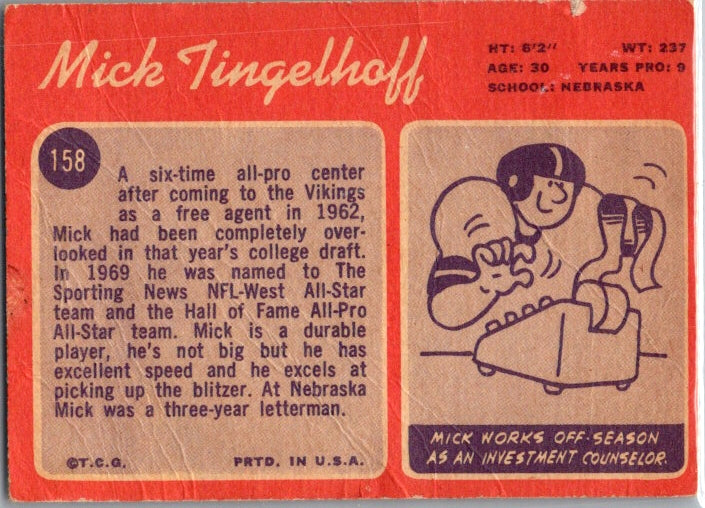 Mick Tingelhoff
HT: 6'2" WT: 237
AGE: 30 YEARS PRO: 9
SCHOOL: NEBRASKA
158
A six-time all-pro center
after coming to the Vikings
as a free agent in 1962,
Mick had been completely over-
looked in that year's college draft.
In 1969 he was named to The
Sporting News NFL-West All-Star
team and the Hall of Fame All-Pro
All-Star team. Mick is a durable
player, he's not big but he has
excellent speed and he excels at
picking up the blitzer. At Nebraska
Mick was a three-year letterman.
©T.C.G. PRTD. IN U.S.A.
MICK WORKS OFF-SEASON
AS AN INVESTMENT COUNSELOR.